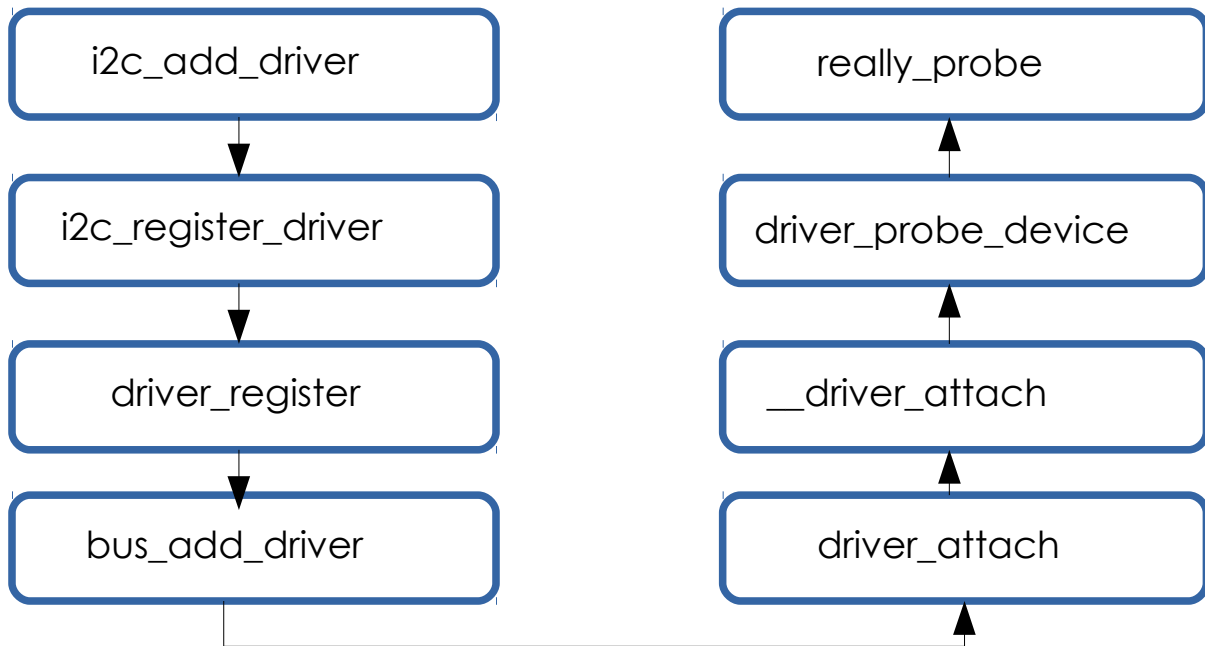 i2c_add_driver
i2c_register_driver
driver_register
bus_add_driver
driver_attach
__driver_attach
driver_probe_device
really_probe